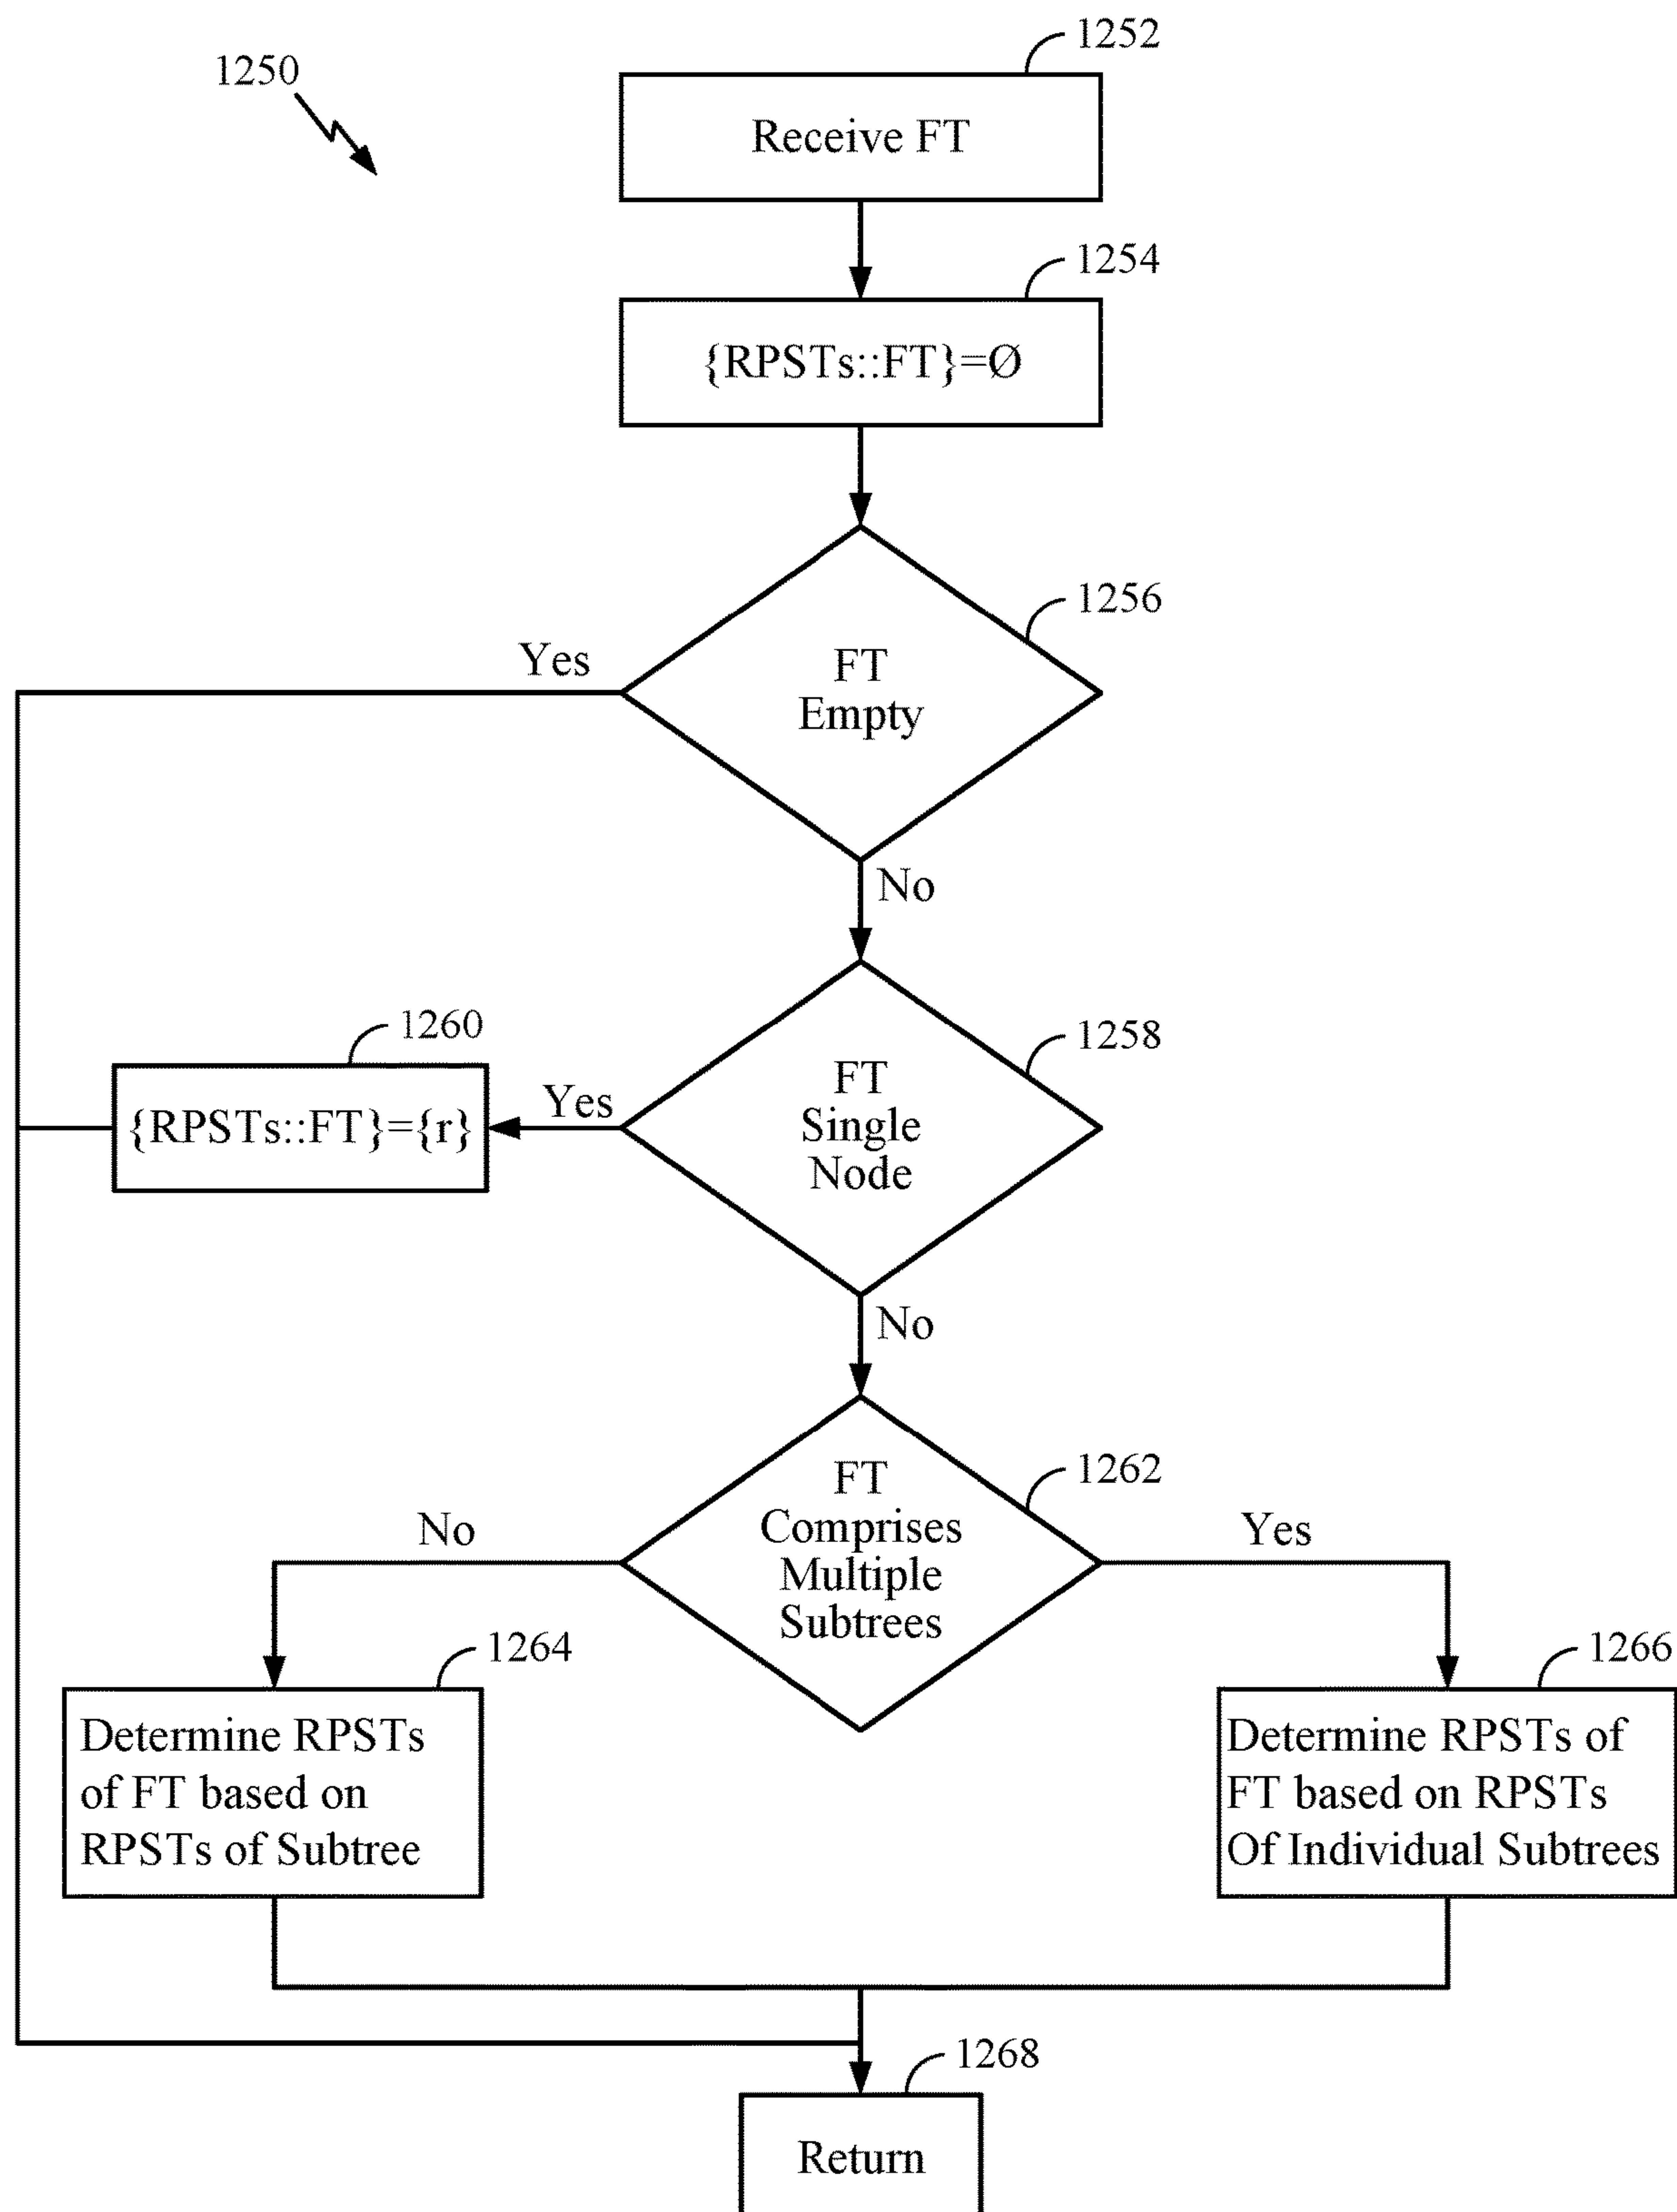 1250
1252
Receive FT
1254
{RPSTs::FT}=Ø
1256
FT
Empty
Yes
No
1258
FT
Single
Node
Yes
1260
{RPSTs::FT}={r}
No
1262
FT
Comprises
Multiple
Subtrees
No
Yes
1264
Determine RPSTs
of FT based on
RPSTs of Subtree
1266
Determine RPSTs of
FT based on RPSTs
Of Individual Subtrees
1268
Return